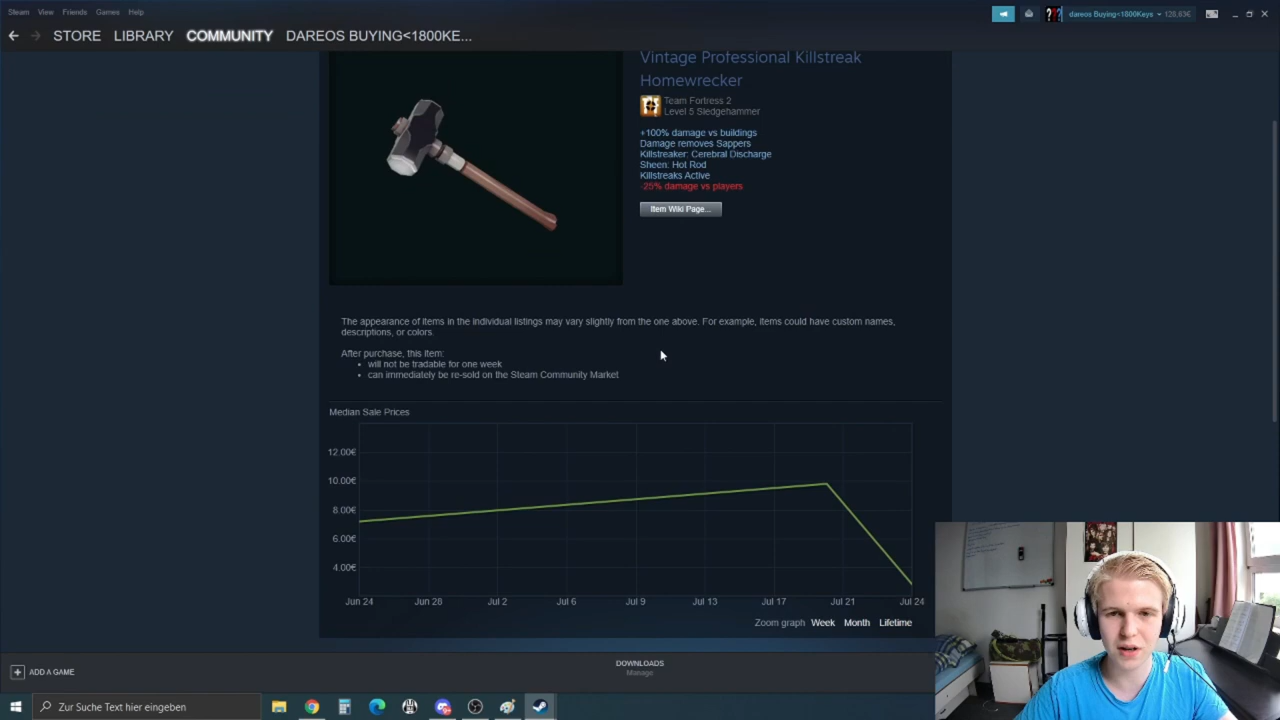 Steam View Friends Games Help
dareos Buying<1800Keys 128,63€
STORE LIBRARY COMMUNITY DAREOS BUYING<1800KE...
Vintage Professional Killstreak
Homewrecker
Team Fortress 2
Level 5 Sledgehammer
+100% damage vs buildings
Damage removes Sappers
Killstreaker: Cerebral Discharge
Sheen: Hot Rod
Killstreaks Active
-25% damage vs players
Item Wiki Page...
The appearance of items in the individual listings may vary slightly from the one above. For example, items could have custom names,
descriptions, or colors.
After purchase, this item:
• will not be tradable for one week
• can immediately be re-sold on the Steam Community Market
Median Sale Prices
12.00€
10.00€
8.00€
6.00€
4.00€
Jun 24 Jun 28 Jul 2 Jul 6 Jul 9 Jul 13 Jul 17 Jul 21 Jul 24
Zoom graph Week Month Lifetime
DOWNLOADS
Manage
+ ADD A GAME
Zur Suche Text hier eingeben